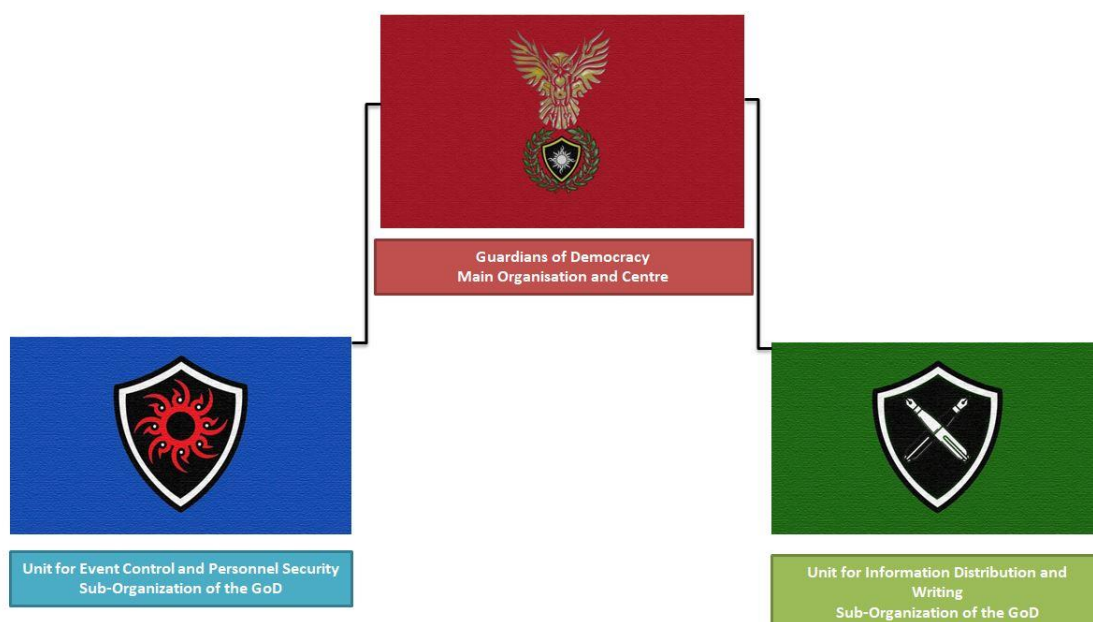 Guardians of Democracy
Main Organisation and Centre
Unit for Event Control and Personnel Security
Sub-Organization of the GoD
Unit for Information Distribution and
Writing
Sub-Organization of the GoD